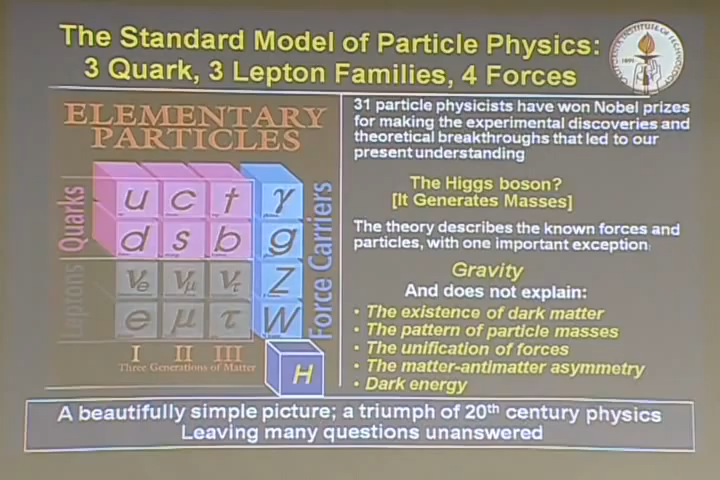 The Standard Model of Particle Physics:
3 Quark, 3 Lepton Families, 4 Forces
1891
ELEMENTARY
PARTICLES
Quarks
Leptons
Force Carriers
u c t γ
d s b g
νe νμ ντ Z
e μ τ W
I II III
Three Generations of Matter
H
31 particle physicists have won Nobel prizes
for making the experimental discoveries and
theoretical breakthroughs that led to our
present understanding
The Higgs boson?
[It Generates Masses]
The theory describes the known forces and
particles, with one important exception:
Gravity
And does not explain:
• The existence of dark matter
• The pattern of particle masses
• The unification of forces
• The matter-antimatter asymmetry
• Dark energy
A beautifully simple picture; a triumph of 20th century physics
Leaving many questions unanswered